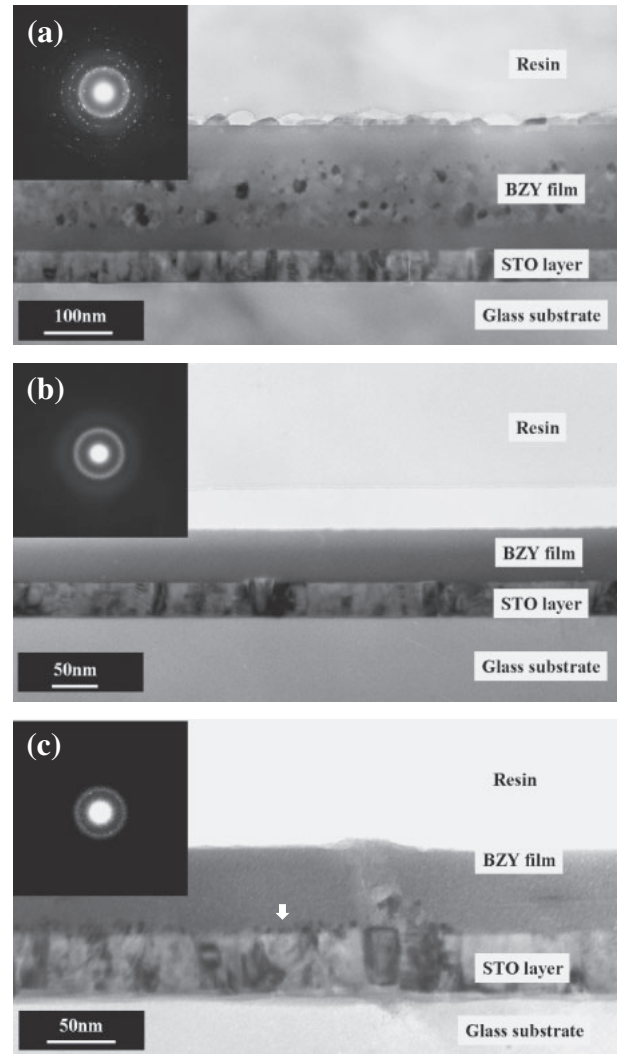 (a)
Resin
BZY film
STO layer
100nm
Glass substrate
(b)
Resin
BZY film
STO layer
50nm
Glass substrate
(c)
Resin
BZY film
STO layer
50nm
Glass substrate